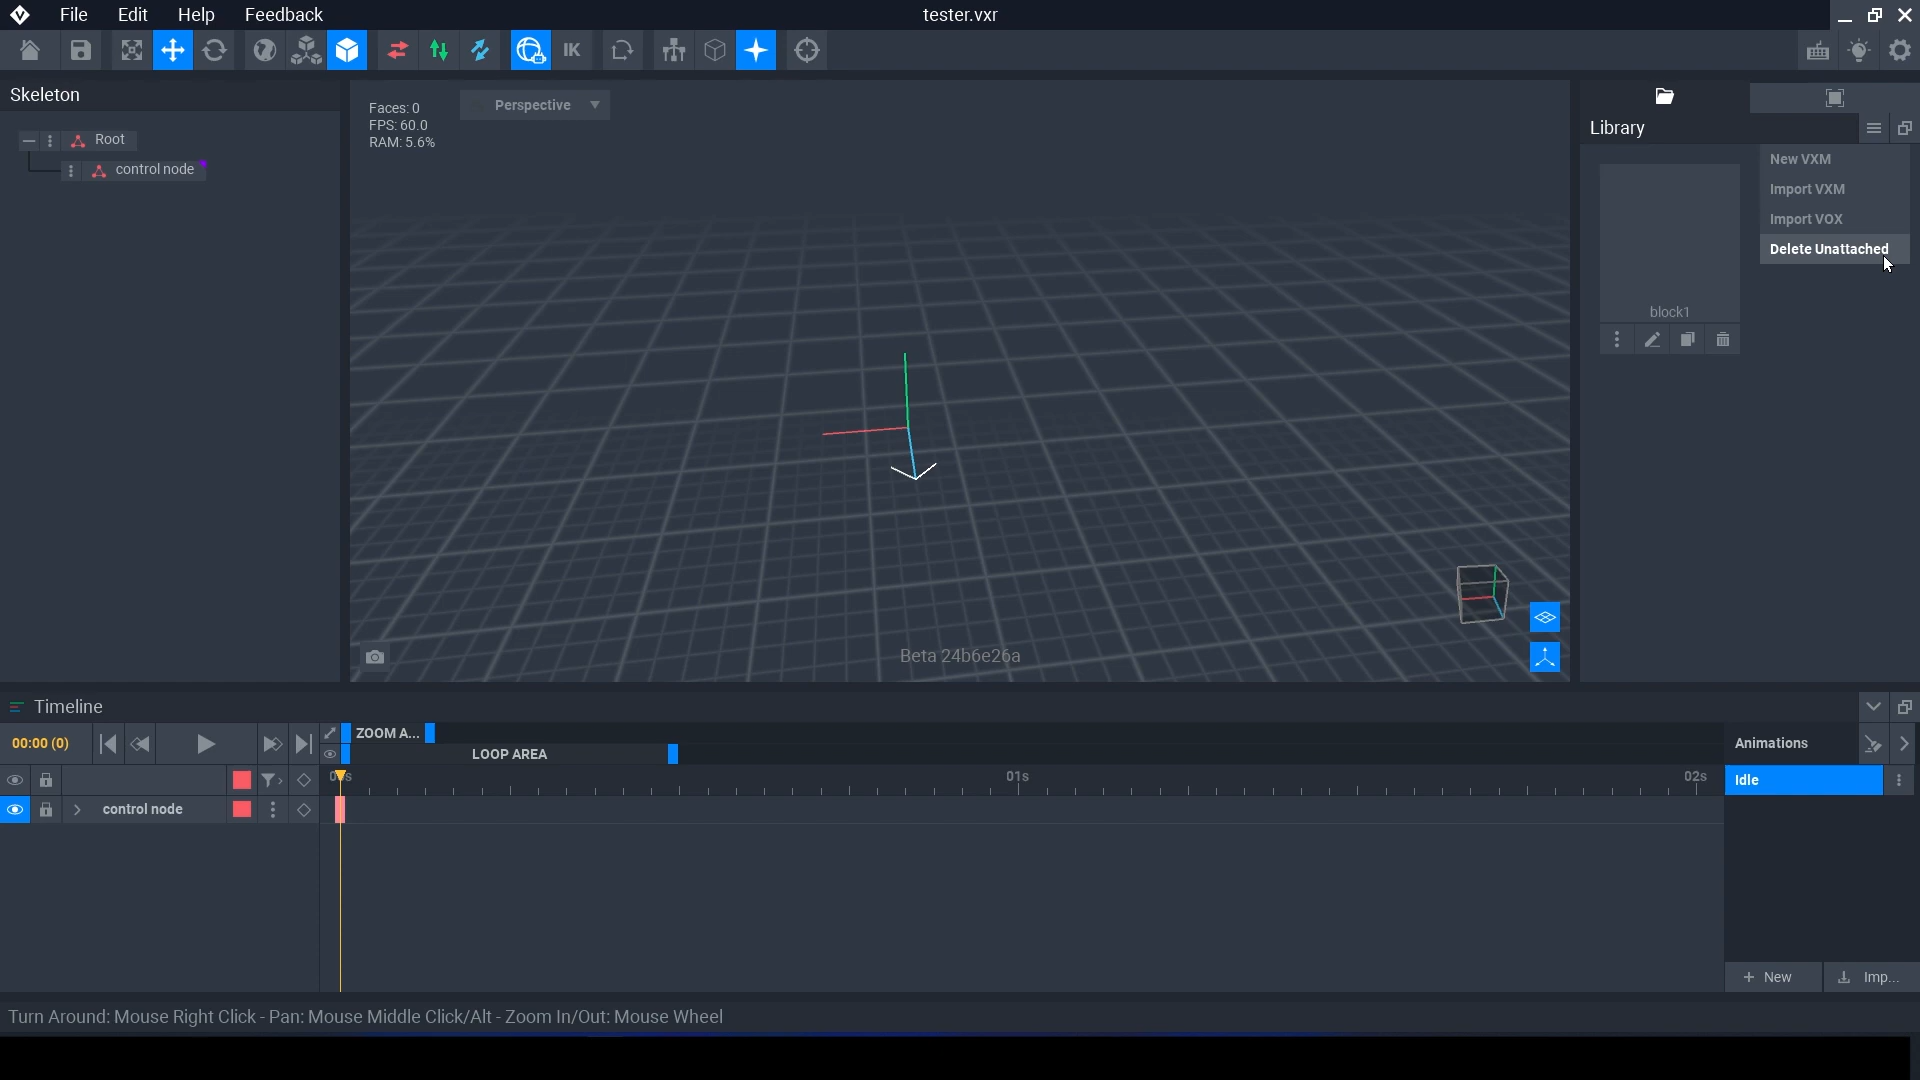 File Edit Help Feedback
tester.vxr
IK
Skeleton
Root
control node
Faces: 0
FPS: 60.0
RAM: 5.6%
Perspective
Beta 24b6e26a
Library
New VXM
Import VXM
Import VOX
Delete Unattached
block1
Timeline
00:00 (0)
ZOOM A...
LOOP AREA
01s
02s
control node
Animations
Idle
New
Imp...
Turn Around: Mouse Right Click - Pan: Mouse Middle Click/Alt - Zoom In/Out: Mouse Wheel